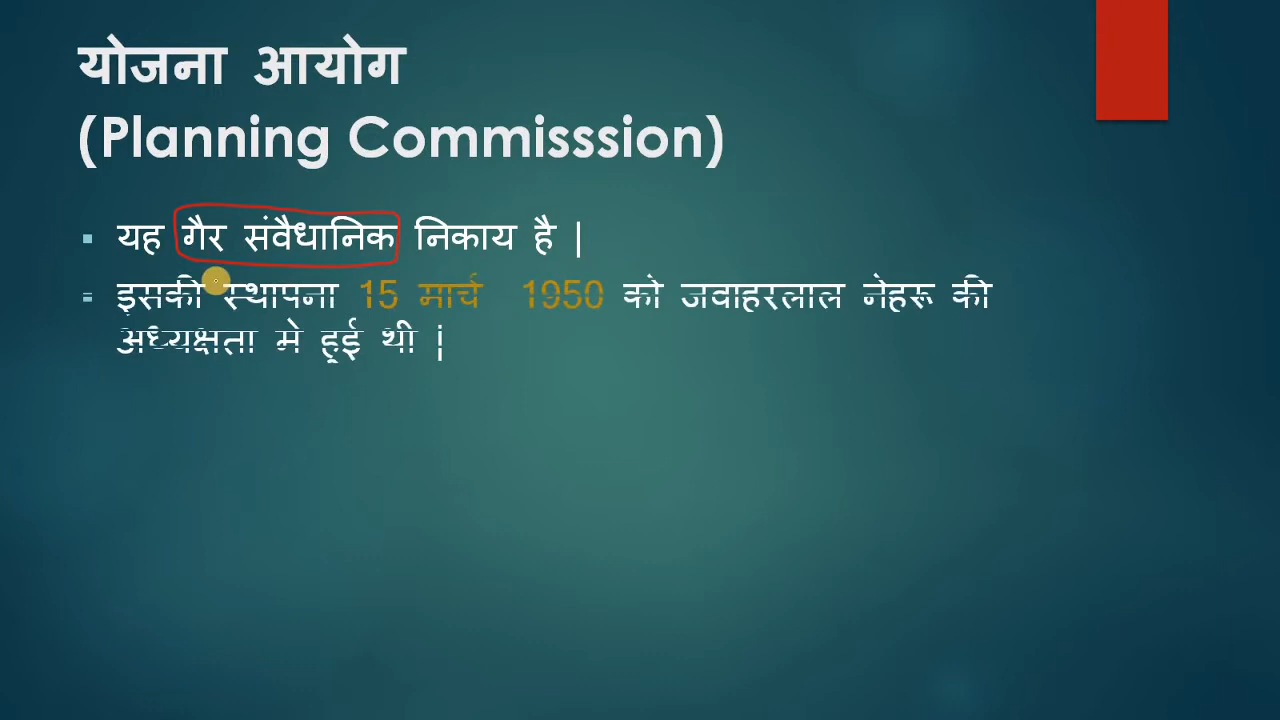 योजना आयोग
(Planning Commisssion)
यह गैर संवैधानिक निकाय है |
इसकी स्थापना 15 मार्च 1950 को जवाहरलाल नेहरू की
अध्यक्षता मे हुई थी |